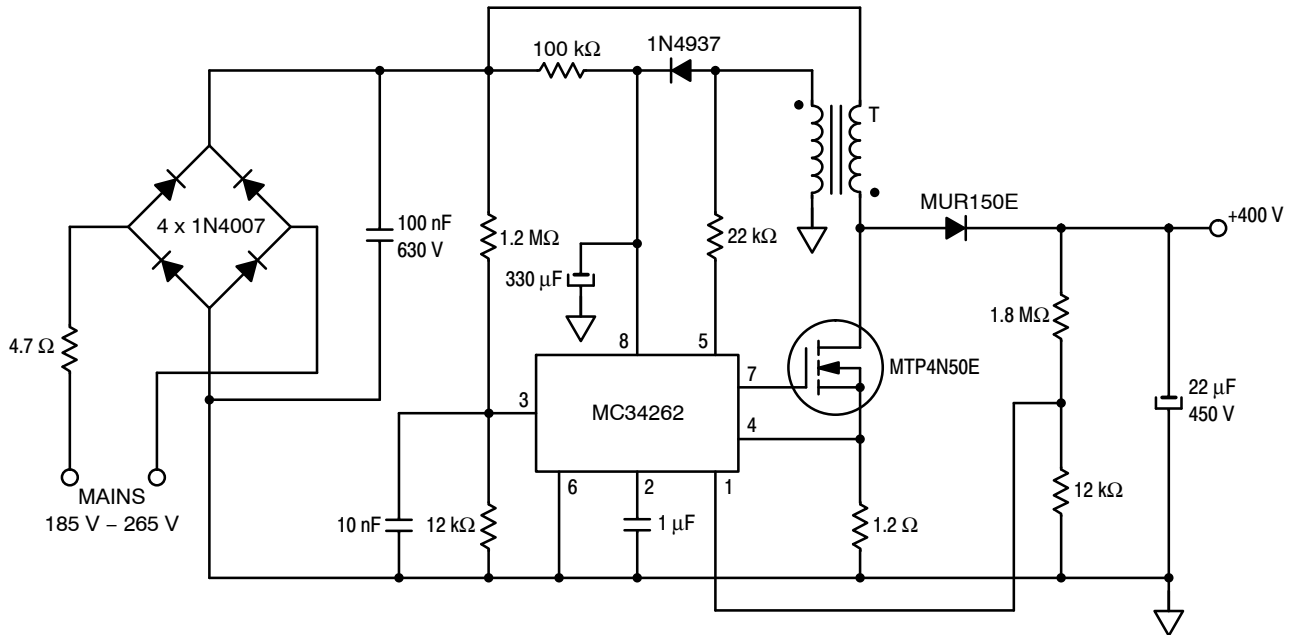 100 kΩ
1N4937
T
4 x 1N4007
100 nF
630 V
1.2 MΩ
22 kΩ
MUR150E
+400 V
330 μF
1.8 MΩ
4.7 Ω
8
5
7
MTP4N50E
3
MC34262
4
22 μF
450 V
6
2
1
MAINS
185 V – 265 V
10 nF
12 kΩ
1 μF
1.2 Ω
12 kΩ